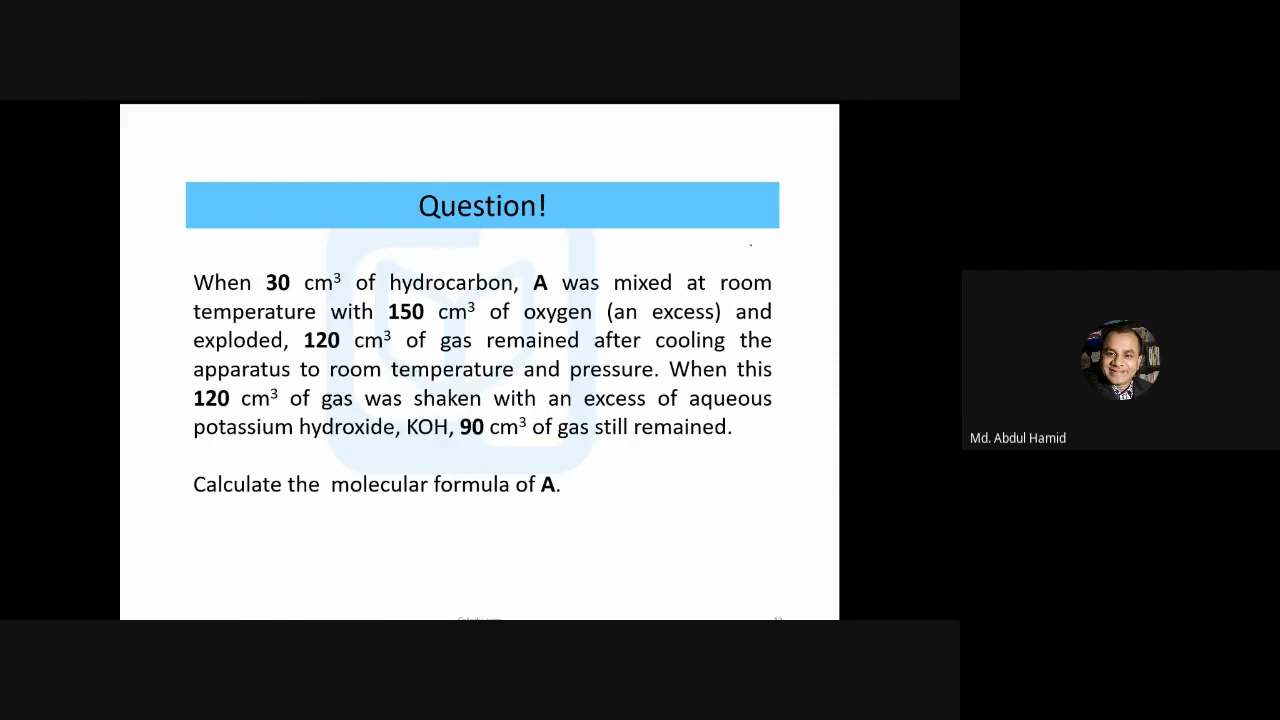 Question!
When 30 cm³ of hydrocarbon, A was mixed at room
temperature with 150 cm³ of oxygen (an excess) and
exploded, 120 cm³ of gas remained after cooling the
apparatus to room temperature and pressure. When this
120 cm³ of gas was shaken with an excess of aqueous
potassium hydroxide, KOH, 90 cm³ of gas still remained.
Calculate the molecular formula of A.
Md. Abdul Hamid